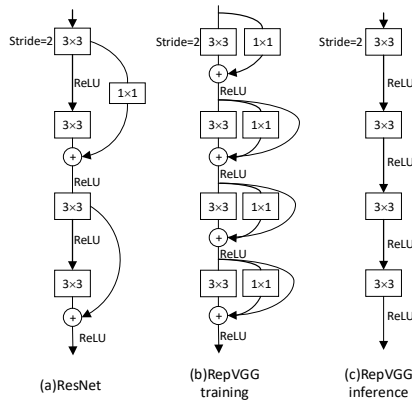 Stride=2
3×3
ReLU
1×1
3×3
+
ReLU
3×3
ReLU
3×3
+
ReLU
(a)ResNet
Stride=2
3×3
1×1
+
ReLU
3×3
1×1
+
ReLU
3×3
1×1
+
ReLU
3×3
1×1
+
ReLU
(b)RepVGG
training
Stride=2
3×3
ReLU
3×3
ReLU
3×3
ReLU
3×3
ReLU
(c)RepVGG
inference